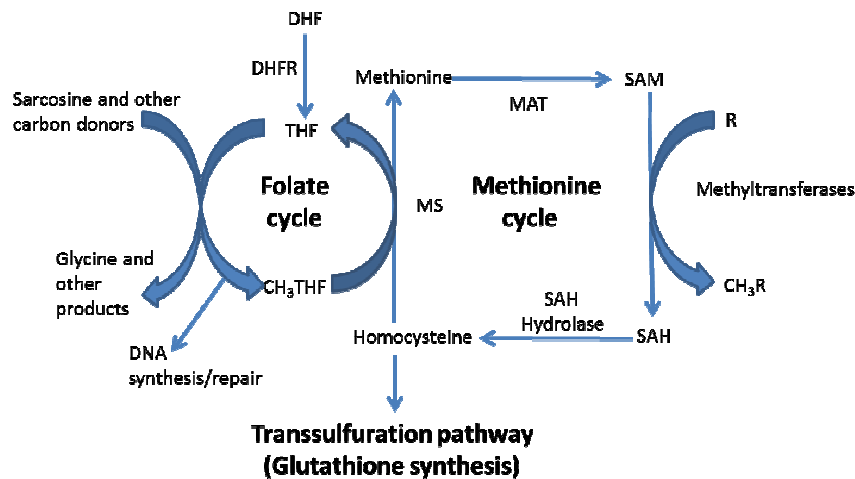 DHF
DHFR
Methionine
MAT
SAM
Sarcosine and other
carbon donors
THF
R
Folate
cycle
MS
Methionine
cycle
Methyltransferases
Glycine and
other
products
CH₃THF
CH₃R
SAH
Hydrolase
Homocysteine
SAH
DNA
synthesis/repair
Transsulfuration pathway
(Glutathione synthesis)